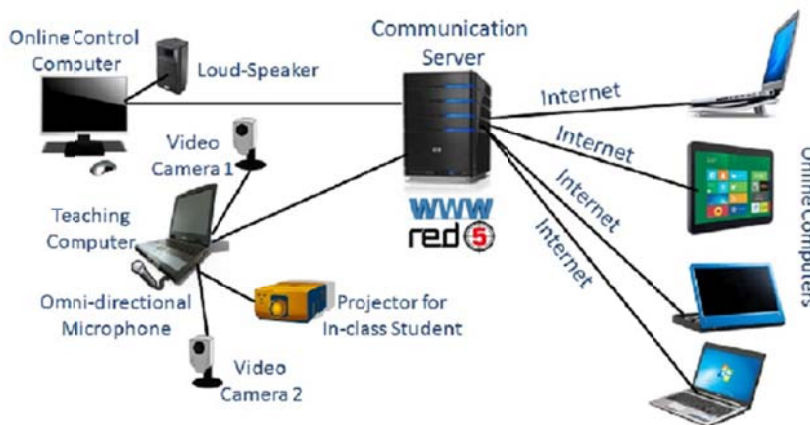 Online Control
Computer
Loud-Speaker
Communication
Server
Video
Camera 1
Teaching
Computer
Omni-directional
Microphone
Projector for
In-class Student
Video
Camera 2
www
red5
Internet
Internet
Internet
Internet
Online Computers